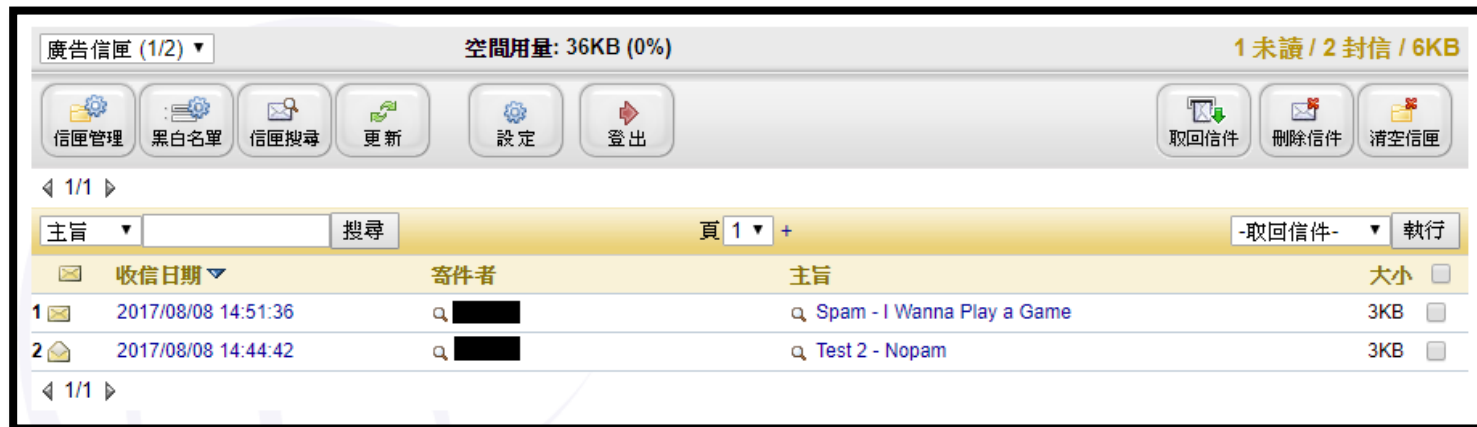 廣告信匣 (1/2) 空間用量: 36KB (0%) 1 未讀 / 2 封信 / 6KB
信匣管理 黑白名單 信匣搜尋 更新 設定 登出 取回信件 刪除信件 清空信匣
1/1
主旨 搜尋 頁 1 + -取回信件- 執行
收信日期 寄件者 主旨 大小
1 2017/08/08 14:51:36 Spam - I Wanna Play a Game 3KB
2 2017/08/08 14:44:42 Test 2 - Nopam 3KB
1/1